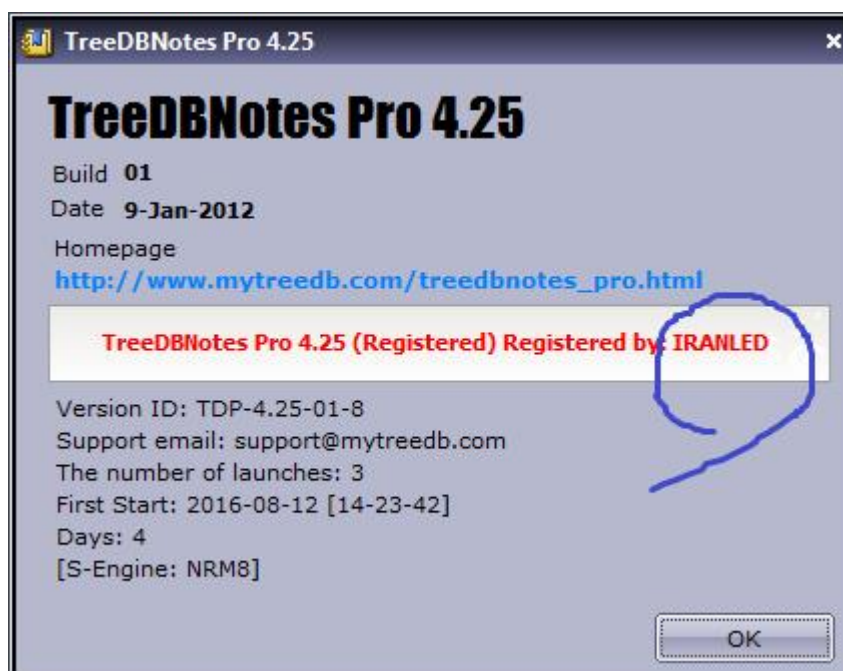 TreeDBNotes Pro 4.25
TreeDBNotes Pro 4.25
Build 01
Date 9-Jan-2012
Homepage
http://www.mytreedb.com/treedbnotes_pro.html
TreeDBNotes Pro 4.25 (Registered) Registered by: IRANLED
Version ID: TDP-4.25-01-8
Support email: support@mytreedb.com
The number of launches: 3
First Start: 2016-08-12 [14-23-42]
Days: 4
[S-Engine: NRM8]
OK